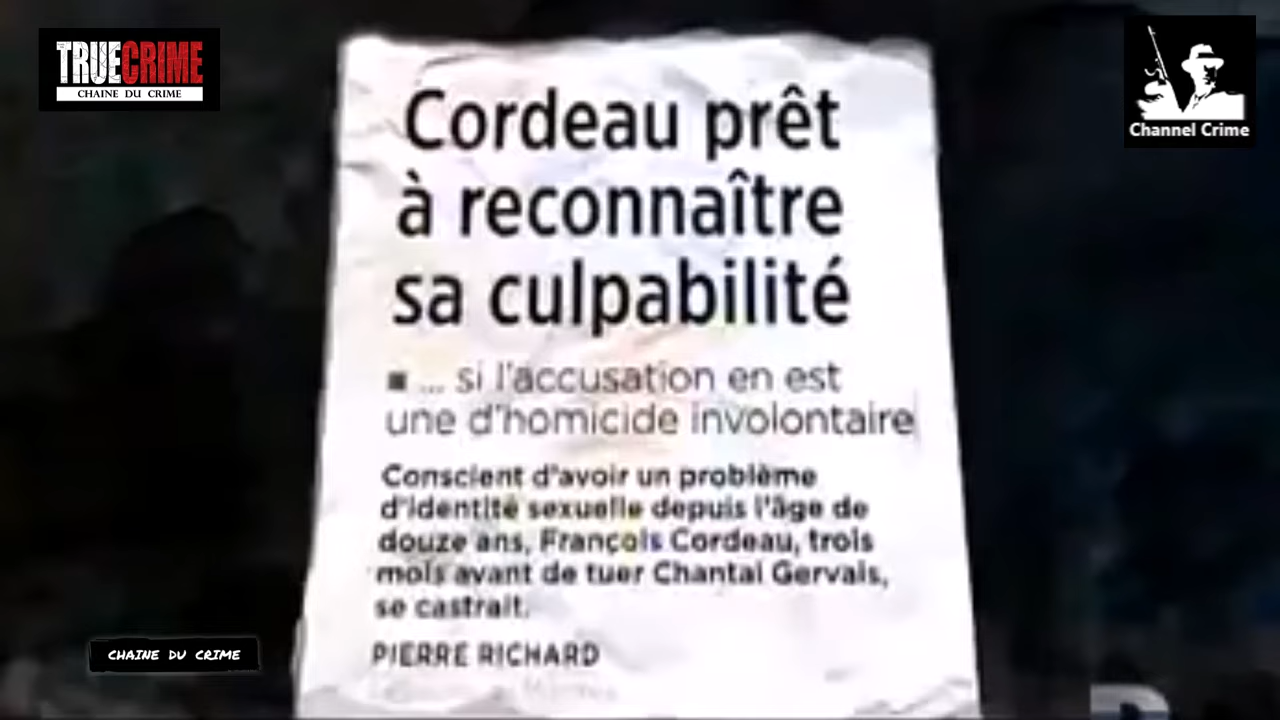 TRUECRIME
CHAINE DU CRIME
Channel Crime
Cordeau prêt
à reconnaître
sa culpabilité
■ ... si l'accusation en est
une d'homicide involontaire
Conscient d'avoir un problème
d'identité sexuelle depuis l'âge de
douze ans, François Cordeau, trois
mois avant de tuer Chantal Gervais,
se castrait.
PIERRE RICHARD
CHAINE DU CRIME